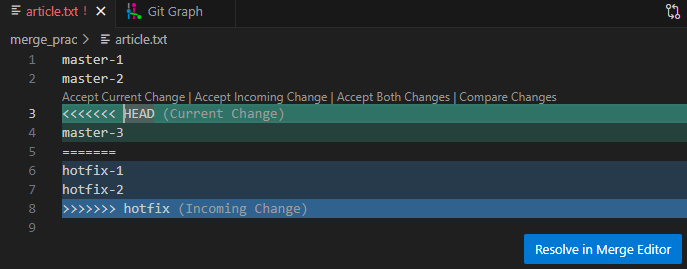 article.txt ! Git Graph
merge_prac > article.txt
1 master-1
2 master-2
Accept Current Change | Accept Incoming Change | Accept Both Changes | Compare Changes
3 <<<<<<< HEAD (Current Change)
4 master-3
5 =======
6 hotfix-1
7 hotfix-2
8 >>>>>>> hotfix (Incoming Change)
9
Resolve in Merge Editor